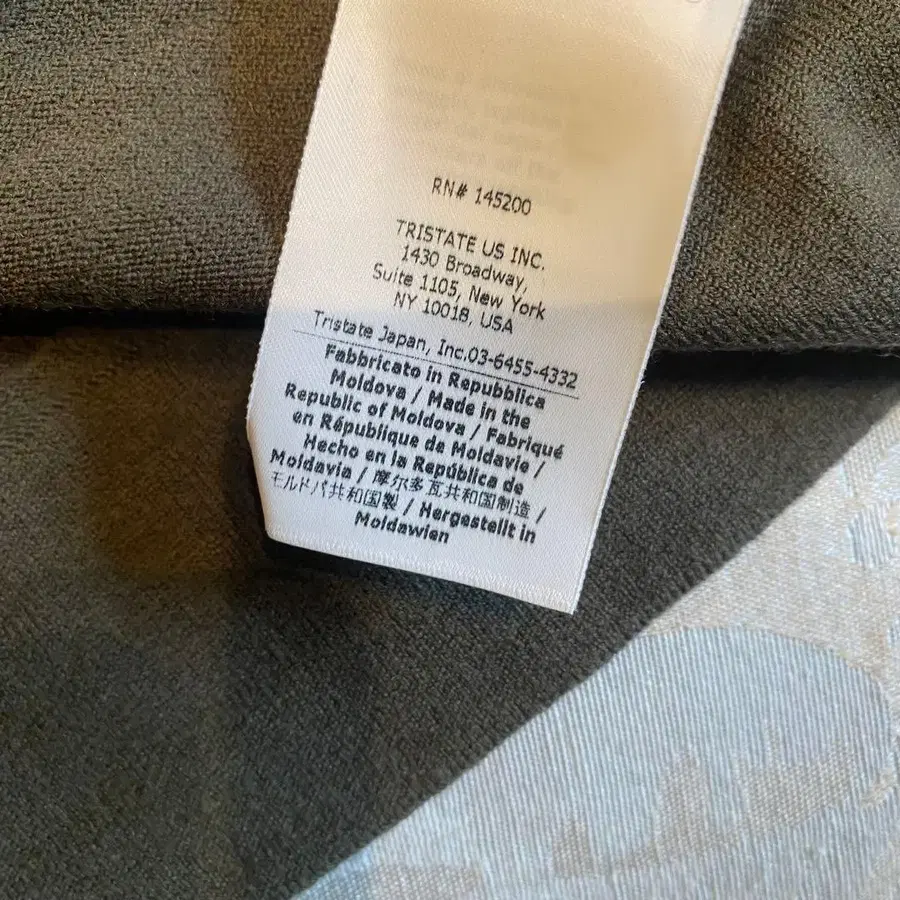 RN# 145200
TRISTATE US INC.
1430 Broadway,
Suite 1105, New York
NY 10018, USA
Tristate Japan, Inc.03-6455-4332
Fabbricato in Repubblica
Moldova / Made in the
Republic of Moldova / Fabriqué
en République de Moldavie /
Hecho en la República de
Moldavia / 摩尔多瓦共和国制造 /
モルドバ共和国製 / Hergestellt in
Moldawien